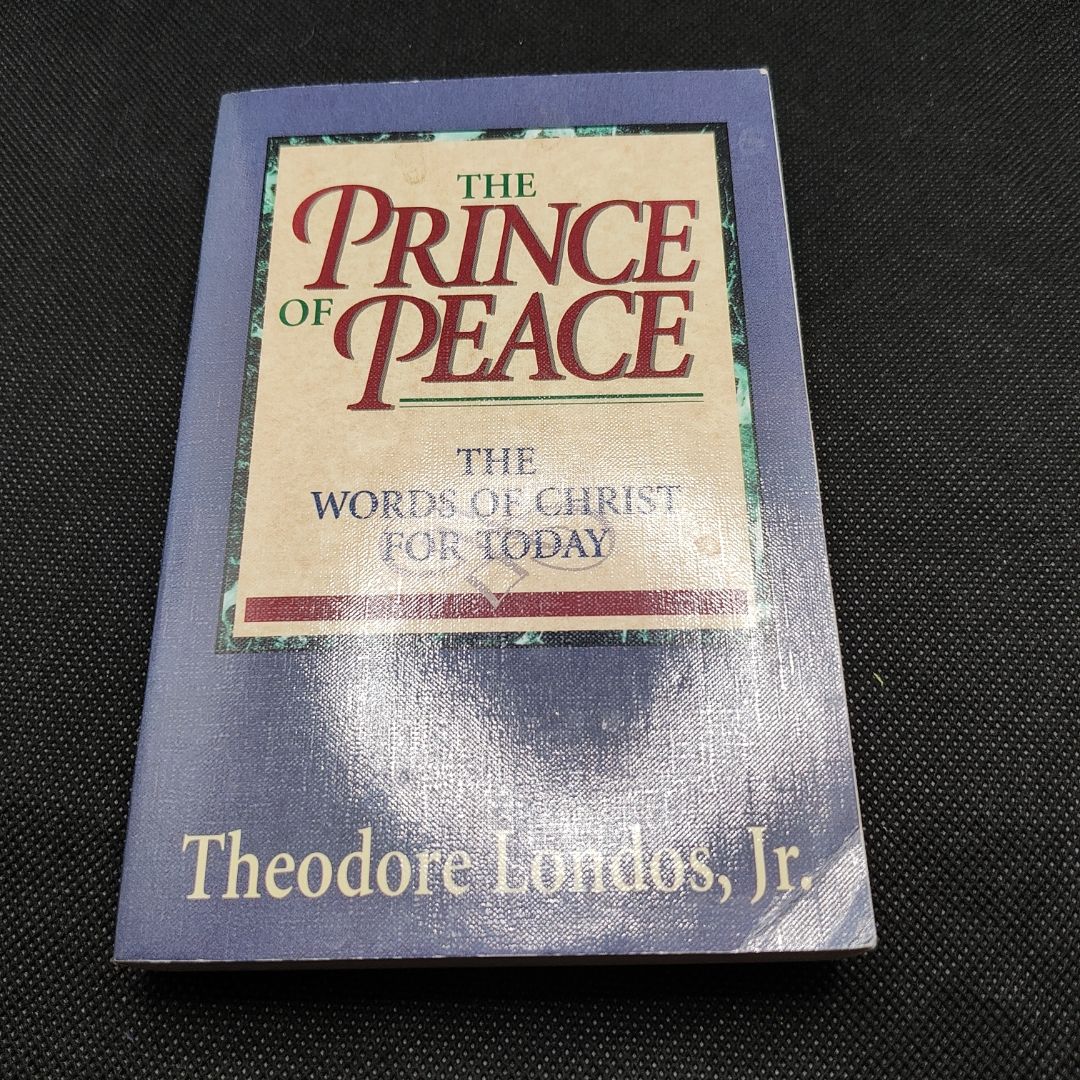 THE
PRINCE
OF PEACE
THE
WORDS OF CHRIST
FOR TODAY
Theodore Londos, Jr.